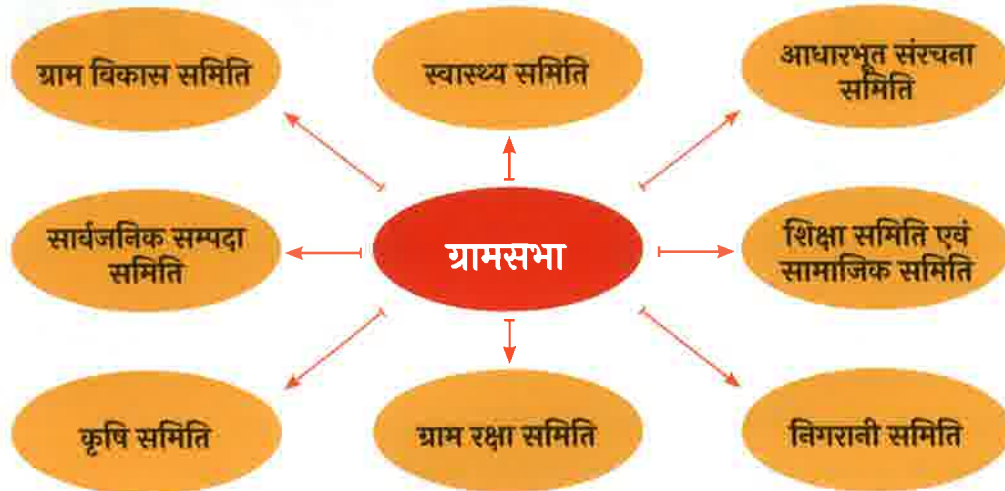 ग्राम विकास समिति
स्वास्थ्य समिति
आधारभूत संरचना
समिति
सार्वजनिक सम्पदा
समिति
ग्रामसभा
शिक्षा समिति एवं
सामाजिक समिति
कृषि समिति
ग्राम रक्षा समिति
निगरानी समिति